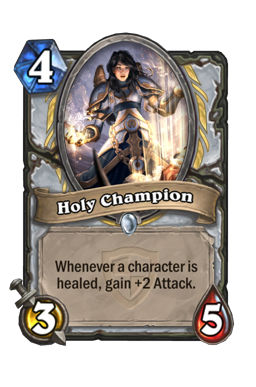 4
Holy Champion
Whenever a character is
healed, gain +2 Attack.
3
5